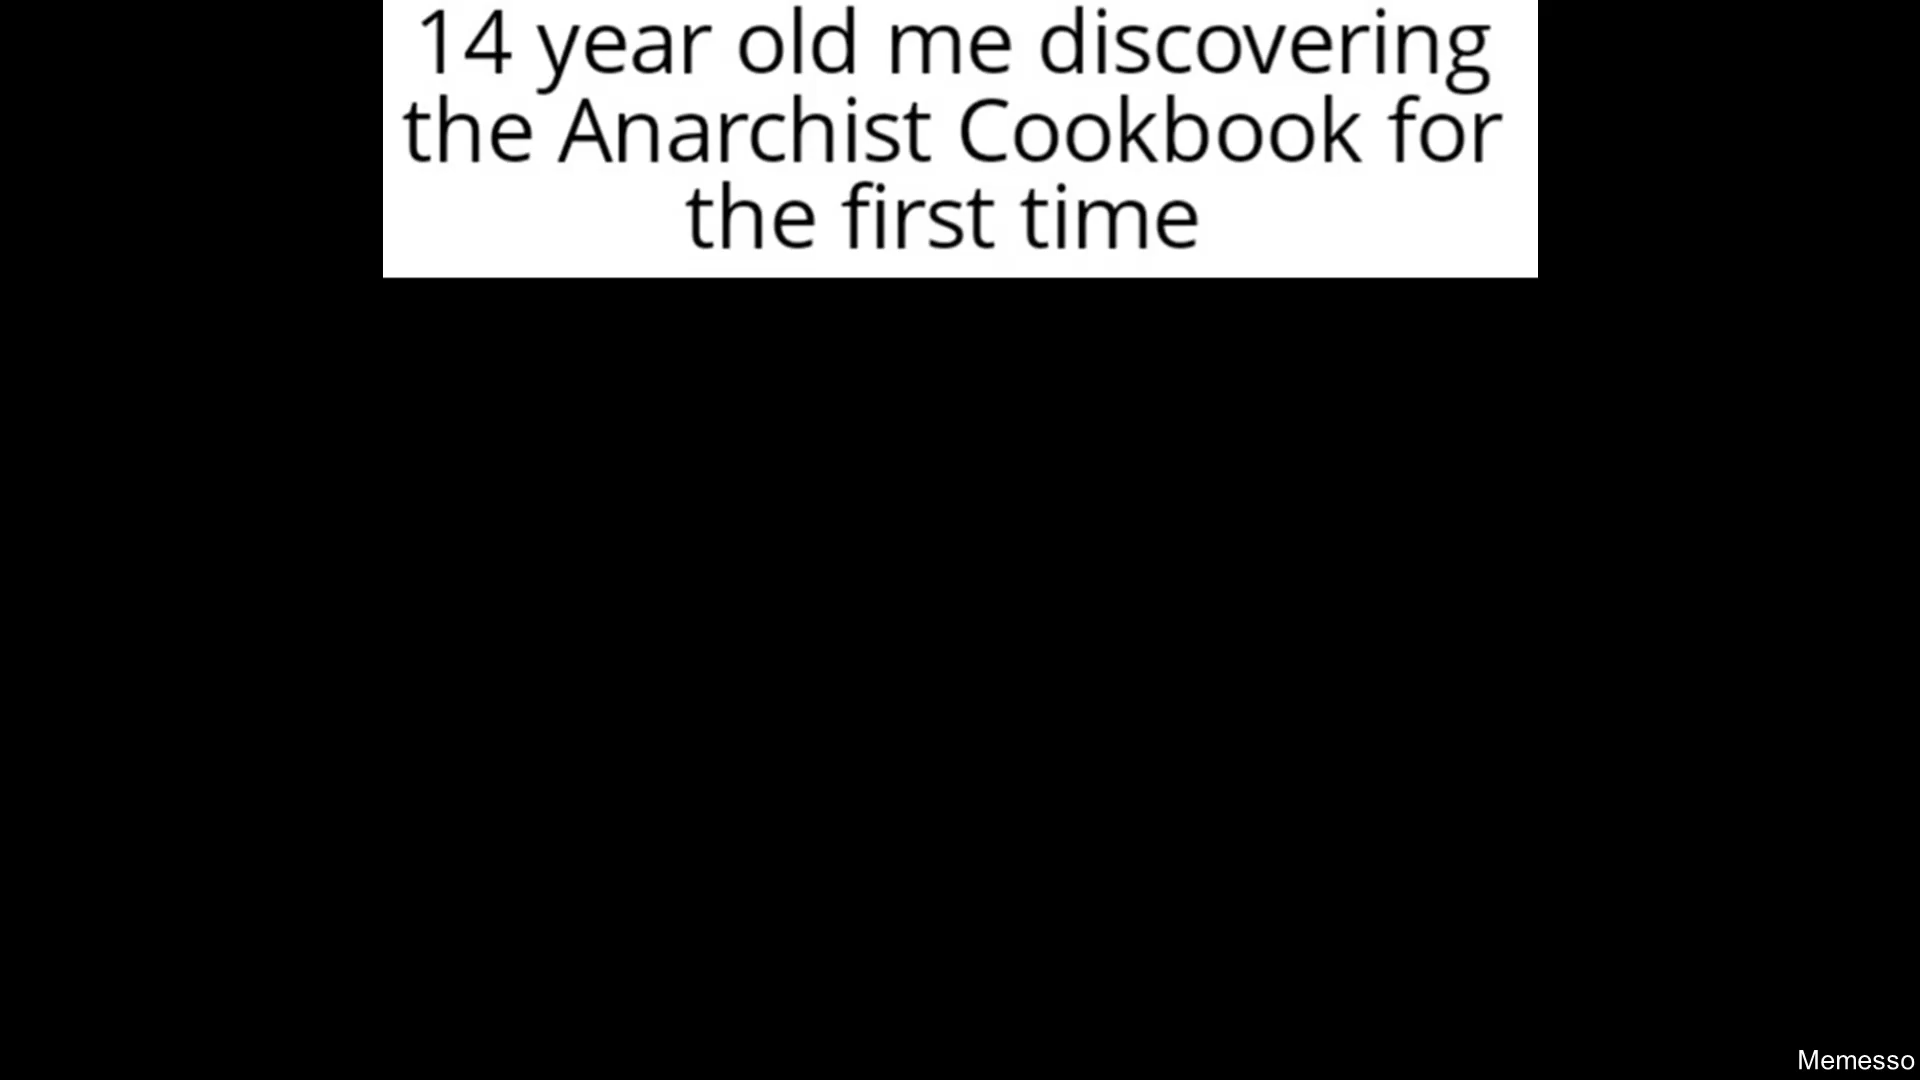 14 year old me discovering
the Anarchist Cookbook for
the first time
Memesso